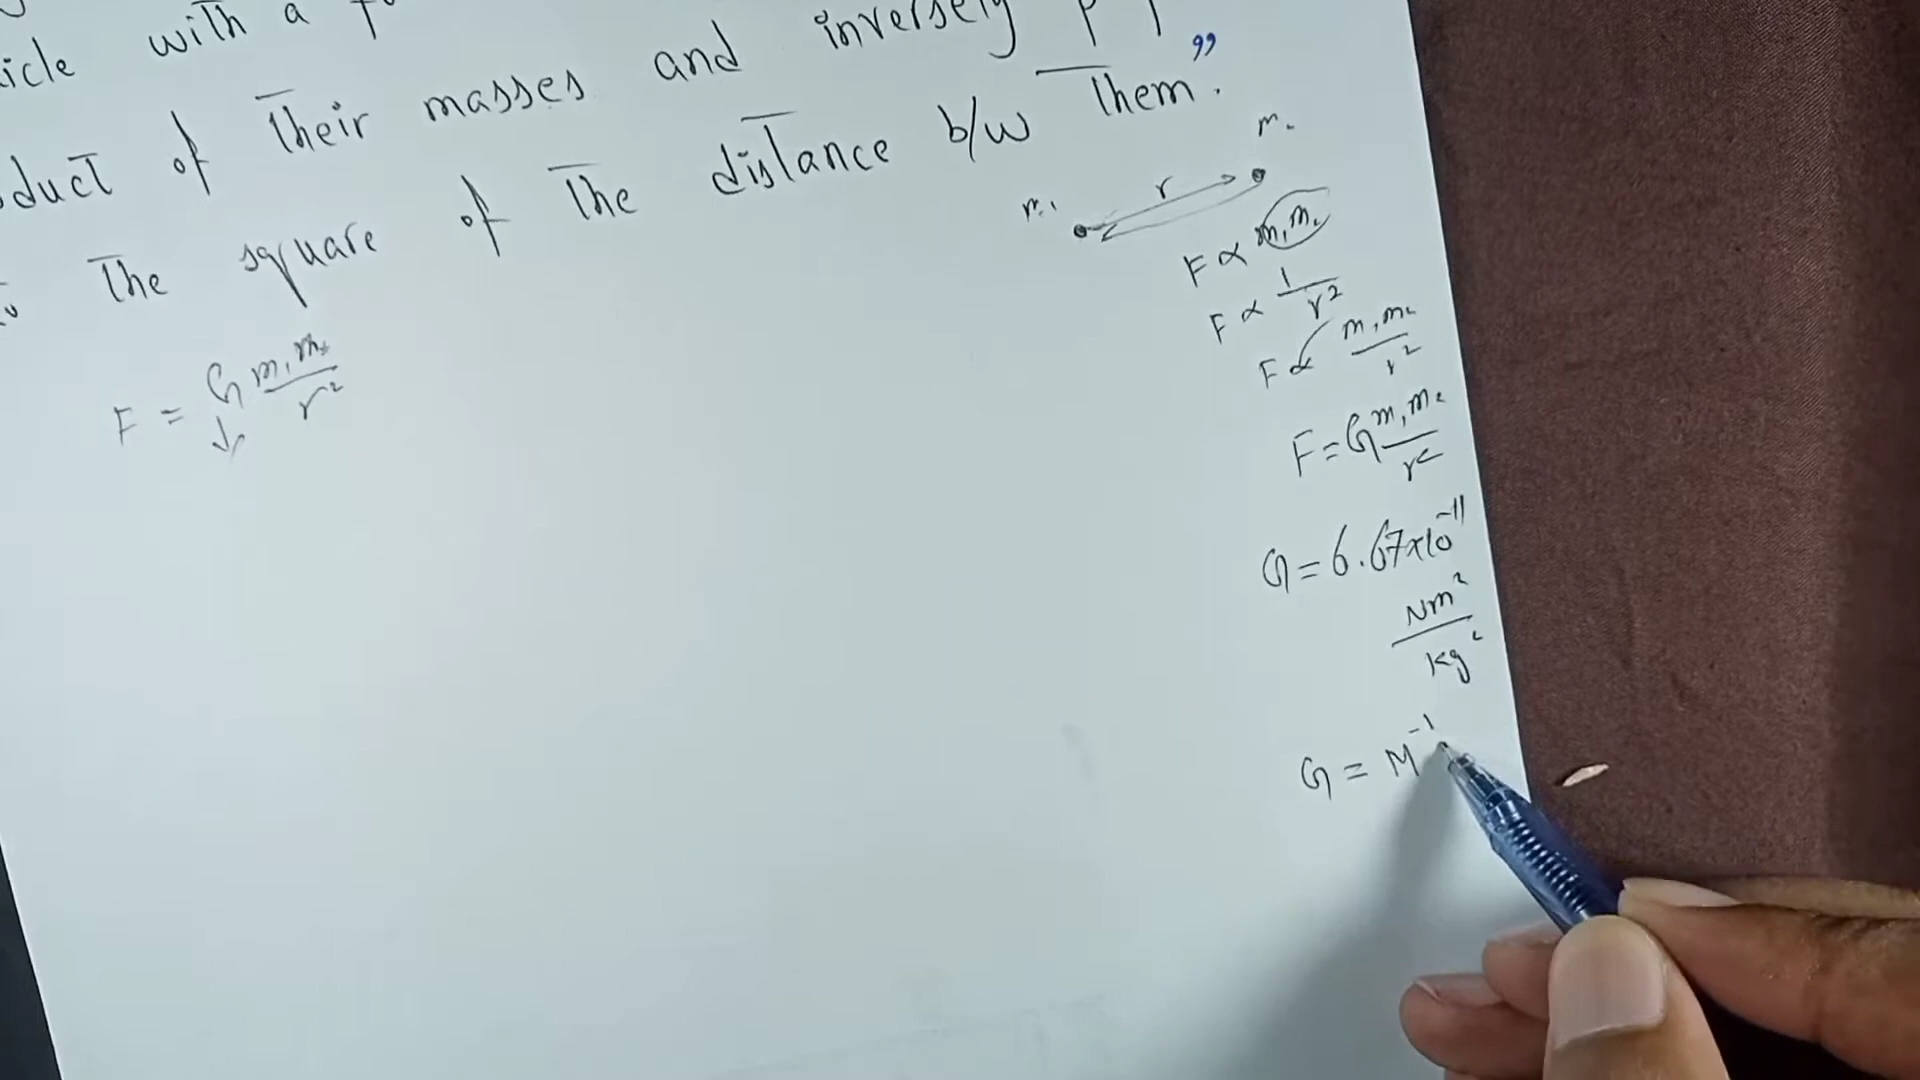 icle with a
oduct of their masses and inversely
the square of the distance b/w them."
m₁ r m₂
F ∝ m₁m₂
F ∝ 1/r²
F ∝ m₁m₂/r²
F = G m₁m₂/r²
F = G m₁m₂/r²
G = 6.67×10⁻¹¹
Nm²/kg²
G = M⁻¹